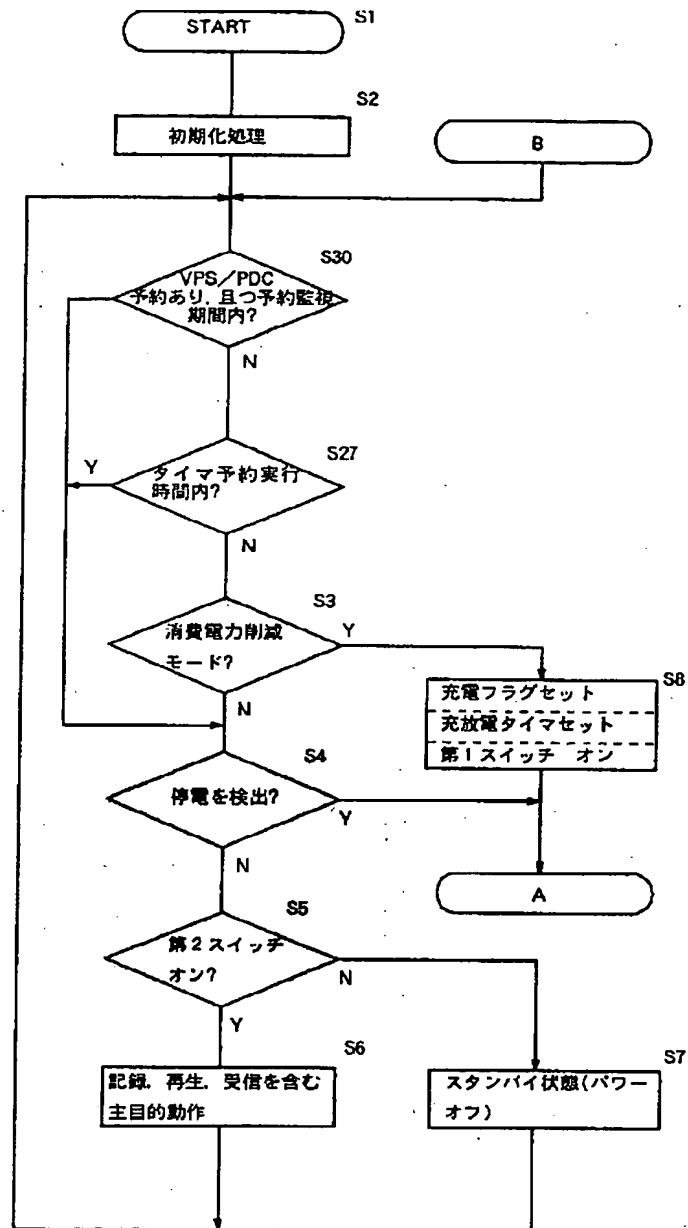 START
S1
S2
初期化処理
B
S30
VPS／PDC
予約あり，且つ予約監視
期間内？
N
S27
Y
タイマ予約実行
時間内？
N
S3
消費電力削減
モード？
Y
N
S8
充電フラグセット
充放電タイマセット
第1スイッチ　オン
S4
停電を検出？
Y
N
A
S5
第2スイッチ
オン？
N
Y
S6
記録，再生，受信を含む
主目的動作
S7
スタンバイ状態(パワー
オフ)